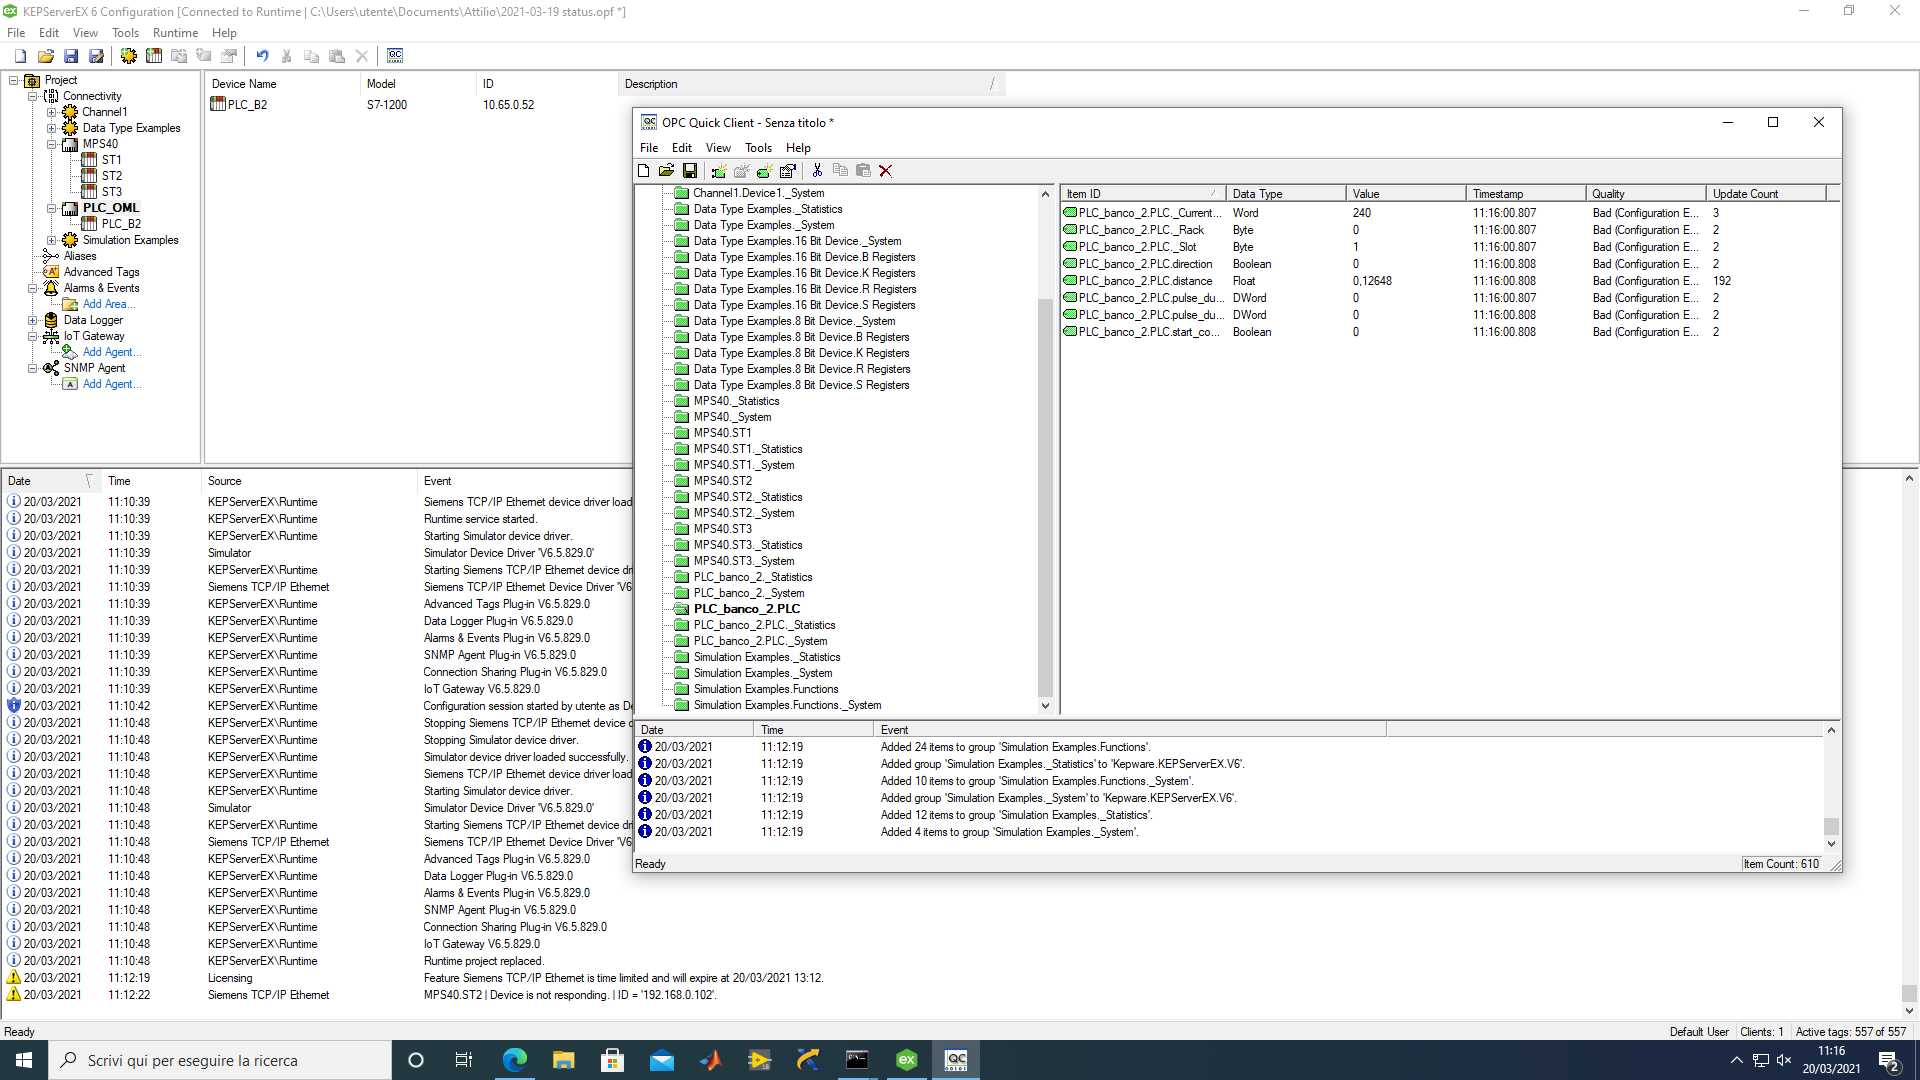 KEPServerEX 6 Configuration [Connected to Runtime | C:\Users\utente\Documents\Attilio\2021-03-19 status.opf *]
File Edit View Tools Runtime Help
Project
Connectivity
Channel1
Data Type Examples
MPS40
ST1
ST2
ST3
PLC_OML
PLC_B2
Simulation Examples
Aliases
Advanced Tags
Alarms & Events
Add Area...
Data Logger
IoT Gateway
Add Agent...
SNMP Agent
Add Agent...
Device Name Model ID Description
PLC_B2 S7-1200 10.65.0.52
OPC Quick Client - Senza titolo *
File Edit View Tools Help
Channel1.Device1._System
Data Type Examples._Statistics
Data Type Examples._System
Data Type Examples.16 Bit Device._System
Data Type Examples.16 Bit Device.B Registers
Data Type Examples.16 Bit Device.K Registers
Data Type Examples.16 Bit Device.R Registers
Data Type Examples.16 Bit Device.S Registers
Data Type Examples.8 Bit Device._System
Data Type Examples.8 Bit Device.B Registers
Data Type Examples.8 Bit Device.K Registers
Data Type Examples.8 Bit Device.R Registers
Data Type Examples.8 Bit Device.S Registers
MPS40._Statistics
MPS40._System
MPS40.ST1
MPS40.ST1._Statistics
MPS40.ST1._System
MPS40.ST2
MPS40.ST2._Statistics
MPS40.ST2._System
MPS40.ST3
MPS40.ST3._Statistics
MPS40.ST3._System
PLC_banco_2._Statistics
PLC_banco_2._System
PLC_banco_2.PLC
PLC_banco_2.PLC._Statistics
PLC_banco_2.PLC._System
Simulation Examples._Statistics
Simulation Examples._System
Simulation Examples.Functions
Simulation Examples.Functions._System
Item ID Data Type Value Timestamp Quality Update Count
PLC_banco_2.PLC._Current... Word 240 11:16:00.807 Bad (Configuration E... 3
PLC_banco_2.PLC._Rack Byte 0 11:16:00.807 Bad (Configuration E... 2
PLC_banco_2.PLC._Slot Byte 1 11:16:00.807 Bad (Configuration E... 2
PLC_banco_2.PLC.direction Boolean 0 11:16:00.808 Bad (Configuration E... 2
PLC_banco_2.PLC.distance Float 0,12648 11:16:00.808 Bad (Configuration E... 192
PLC_banco_2.PLC.pulse_du... DWord 0 11:16:00.807 Bad (Configuration E... 2
PLC_banco_2.PLC.pulse_du... DWord 0 11:16:00.808 Bad (Configuration E... 2
PLC_banco_2.PLC.start_co... Boolean 0 11:16:00.808 Bad (Configuration E... 2
Date Time Event
20/03/2021 11:12:19 Added 24 items to group 'Simulation Examples.Functions'.
20/03/2021 11:12:19 Added group 'Simulation Examples._Statistics' to 'Kepware.KEPServerEX.V6'.
20/03/2021 11:12:19 Added 10 items to group 'Simulation Examples.Functions._System'.
20/03/2021 11:12:19 Added group 'Simulation Examples._System' to 'Kepware.KEPServerEX.V6'.
20/03/2021 11:12:19 Added 12 items to group 'Simulation Examples._Statistics'.
20/03/2021 11:12:19 Added 4 items to group 'Simulation Examples._System'.
Ready Item Count: 610
Date Time Source Event
20/03/2021 11:10:39 KEPServerEX\Runtime Siemens TCP/IP Ethernet device driver load
20/03/2021 11:10:39 KEPServerEX\Runtime Runtime service started.
20/03/2021 11:10:39 KEPServerEX\Runtime Starting Simulator device driver.
20/03/2021 11:10:39 Simulator Simulator Device Driver 'V6.5.829.0'
20/03/2021 11:10:39 KEPServerEX\Runtime Starting Siemens TCP/IP Ethernet device dr
20/03/2021 11:10:39 Siemens TCP/IP Ethernet Siemens TCP/IP Ethernet Device Driver 'V6
20/03/2021 11:10:39 KEPServerEX\Runtime Advanced Tags Plug-in V6.5.829.0
20/03/2021 11:10:39 KEPServerEX\Runtime Data Logger Plug-in V6.5.829.0
20/03/2021 11:10:39 KEPServerEX\Runtime Alarms & Events Plug-in V6.5.829.0
20/03/2021 11:10:39 KEPServerEX\Runtime SNMP Agent Plug-in V6.5.829.0
20/03/2021 11:10:39 KEPServerEX\Runtime Connection Sharing Plug-in V6.5.829.0
20/03/2021 11:10:39 KEPServerEX\Runtime IoT Gateway V6.5.829.0
20/03/2021 11:10:42 KEPServerEX\Runtime Configuration session started by utente as De
20/03/2021 11:10:48 KEPServerEX\Runtime Stopping Siemens TCP/IP Ethernet device d
20/03/2021 11:10:48 KEPServerEX\Runtime Stopping Simulator device driver.
20/03/2021 11:10:48 KEPServerEX\Runtime Simulator device driver loaded successfully.
20/03/2021 11:10:48 KEPServerEX\Runtime Siemens TCP/IP Ethernet device driver load
20/03/2021 11:10:48 KEPServerEX\Runtime Starting Simulator device driver.
20/03/2021 11:10:48 Simulator Simulator Device Driver 'V6.5.829.0'
20/03/2021 11:10:48 KEPServerEX\Runtime Starting Siemens TCP/IP Ethernet device dri
20/03/2021 11:10:48 Siemens TCP/IP Ethernet Siemens TCP/IP Ethernet Device Driver 'V6
20/03/2021 11:10:48 KEPServerEX\Runtime Advanced Tags Plug-in V6.5.829.0
20/03/2021 11:10:48 KEPServerEX\Runtime Data Logger Plug-in V6.5.829.0
20/03/2021 11:10:48 KEPServerEX\Runtime Alarms & Events Plug-in V6.5.829.0
20/03/2021 11:10:48 KEPServerEX\Runtime SNMP Agent Plug-in V6.5.829.0
20/03/2021 11:10:48 KEPServerEX\Runtime Connection Sharing Plug-in V6.5.829.0
20/03/2021 11:10:48 KEPServerEX\Runtime IoT Gateway V6.5.829.0
20/03/2021 11:10:48 KEPServerEX\Runtime Runtime project replaced.
20/03/2021 11:12:19 Licensing Feature Siemens TCP/IP Ethernet is time limited and will expire at 20/03/2021 13:12.
20/03/2021 11:12:22 Siemens TCP/IP Ethernet MPS40.ST2 | Device is not responding. | ID = '192.168.0.102'.
Ready Default User Clients: 1 Active tags: 557 of 557
Scrivi qui per eseguire la ricerca
11:16
20/03/2021
2